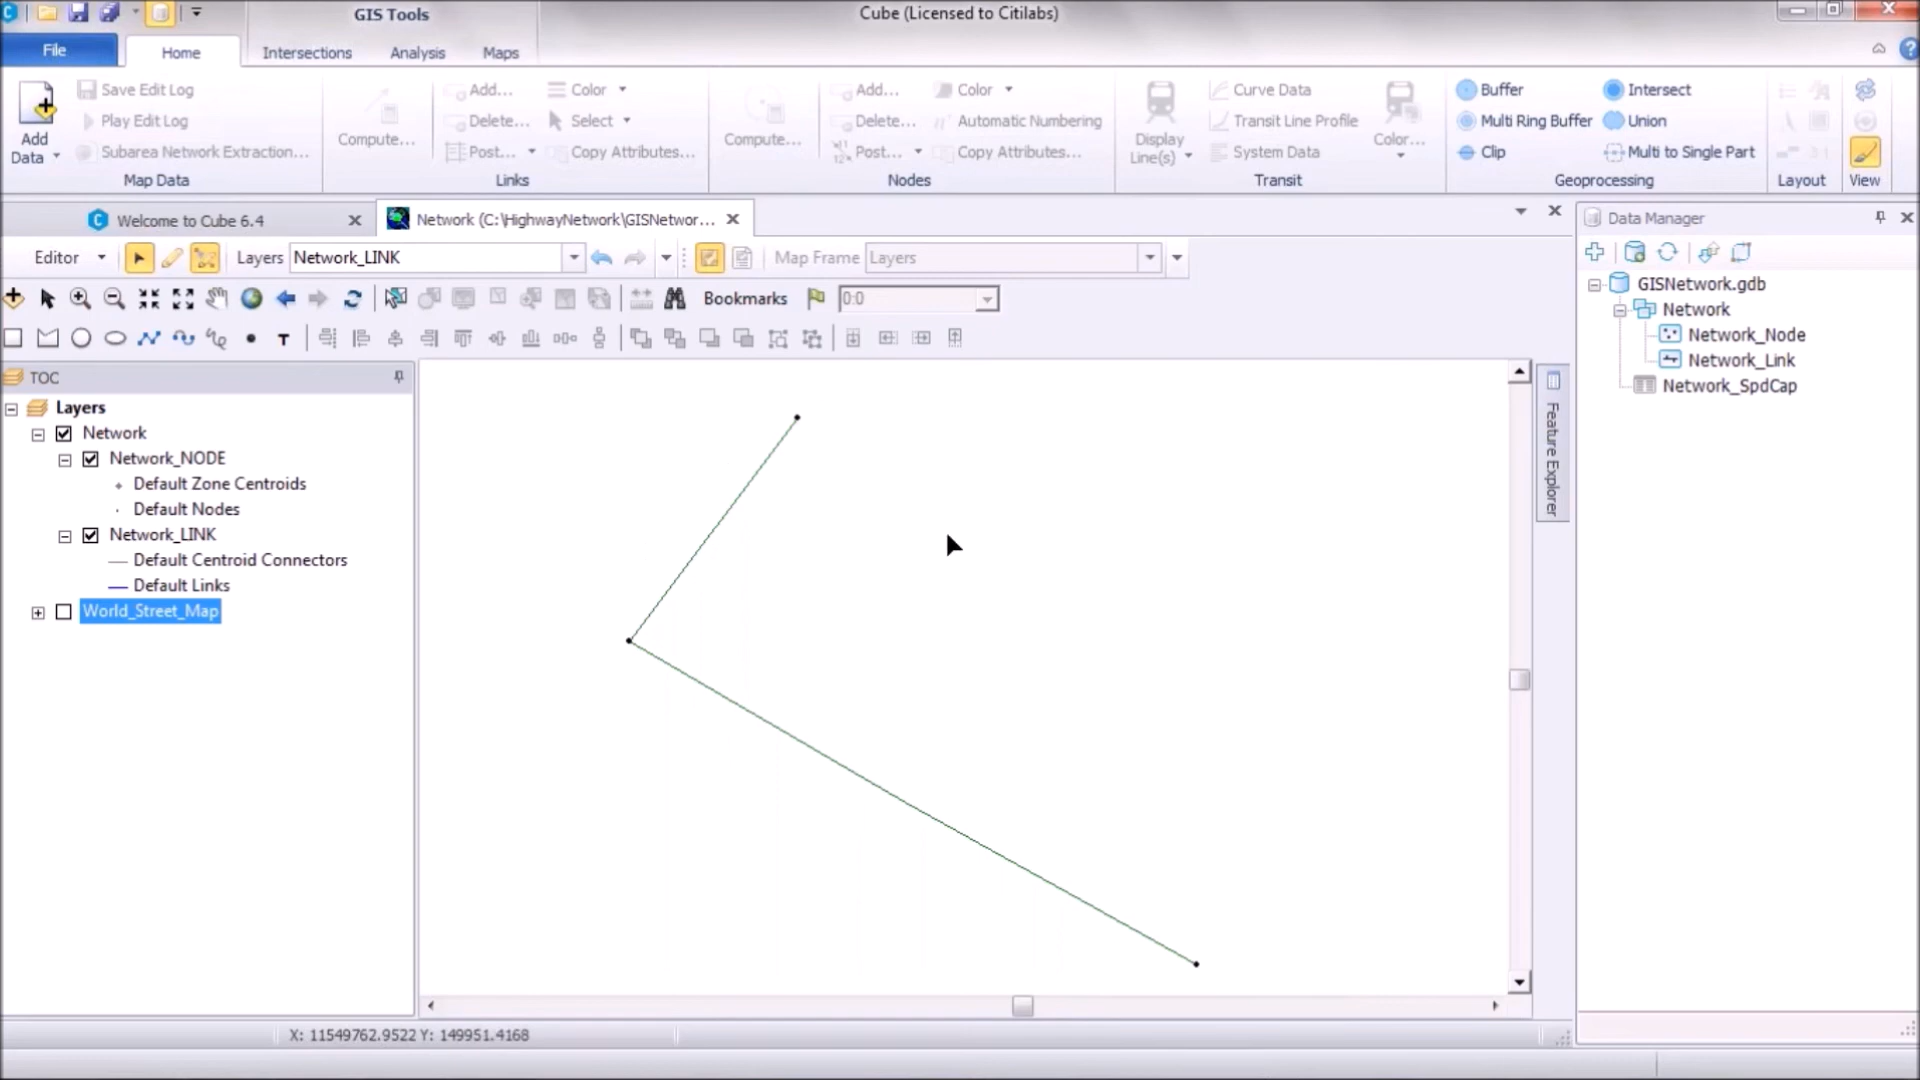 GIS Tools
Cube (Licensed to Citilabs)
File
Home
Intersections
Analysis
Maps
Add Data
Save Edit Log
Play Edit Log
Subarea Network Extraction...
Map Data
Compute...
Add...
Delete...
Post...
Color
Select
Copy Attributes...
Links
Compute...
Add...
Delete...
Post...
Color
Automatic Numbering
Copy Attributes...
Nodes
Display
Line(s)
Curve Data
Transit Line Profile
System Data
Color...
Transit
Buffer
Multi Ring Buffer
Clip
Intersect
Union
Multi to Single Part
Geoprocessing
Layout
View
Welcome to Cube 6.4
Network (C:\HighwayNetwork\GISNetwor...
Data Manager
Editor
Layers
Network_LINK
Map Frame
Layers
Bookmarks
0:0
T
TOC
Layers
Network
Network_NODE
Default Zone Centroids
Default Nodes
Network_LINK
Default Centroid Connectors
Default Links
World_Street_Map
Feature Explorer
GISNetwork.gdb
Network
Network_Node
Network_Link
Network_SpdCap
X: 11549762.9522 Y: 149951.4168